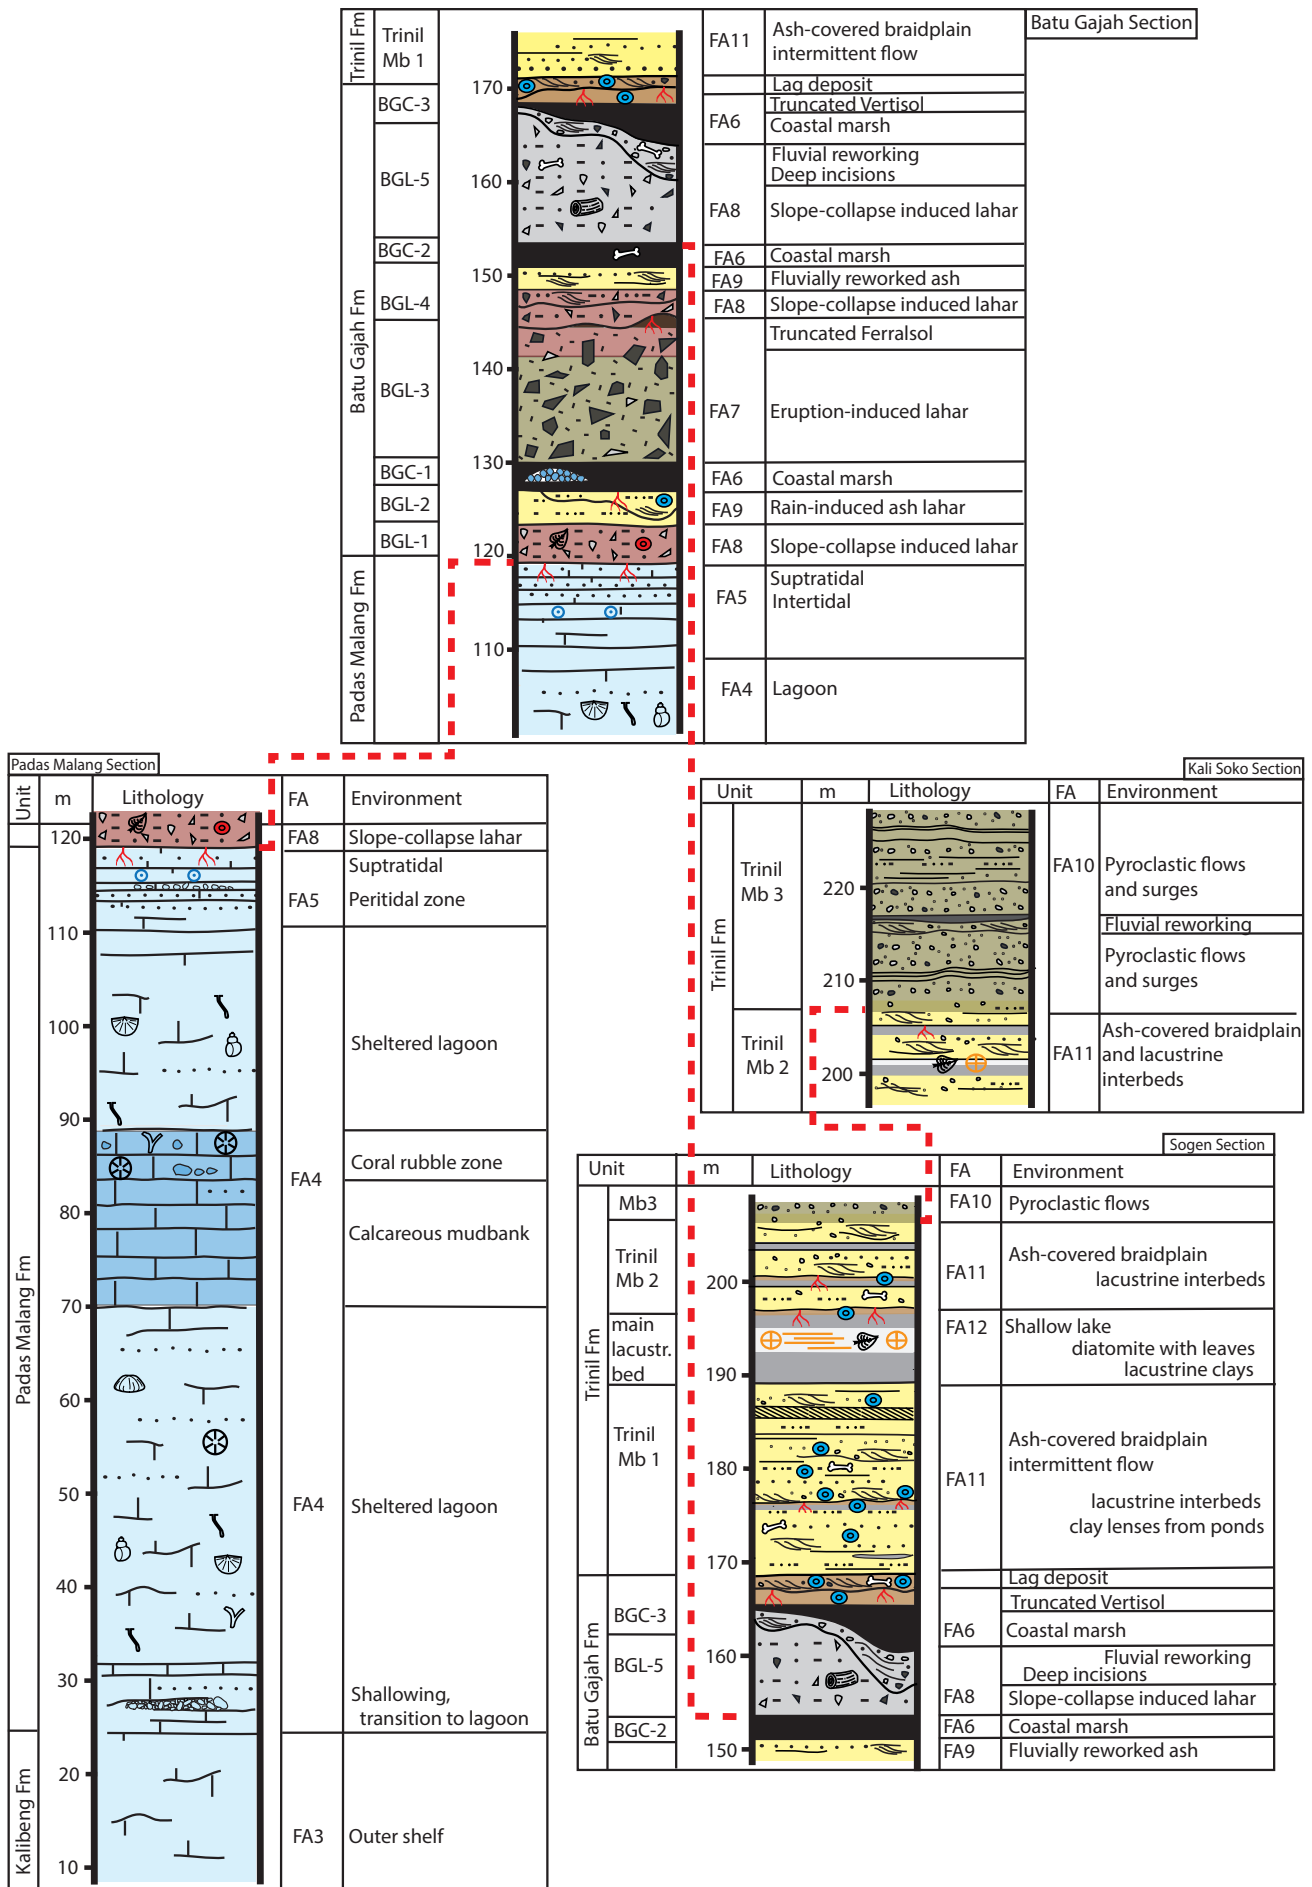 Batu Gajah Section
Trinil Fm
Trinil
Mb 1
BGC-3
BGL-5
BGC-2
BGL-4
BGL-3
BGC-1
BGL-2
BGL-1
Batu Gajah Fm
Padas Malang Fm
170
160
150
140
130
120
110
FA11
Ash-covered braidplain
intermittent flow
Lag deposit
Truncated Vertisol
FA6
Coastal marsh
Fluvial reworking
Deep incisions
FA8
Slope-collapse induced lahar
FA6
Coastal marsh
FA9
Fluvially reworked ash
FA8
Slope-collapse induced lahar
Truncated Ferralsol
FA7
Eruption-induced lahar
FA6
Coastal marsh
FA9
Rain-induced ash lahar
FA8
Slope-collapse induced lahar
Suptratidal
FA5
Intertidal
FA4
Lagoon
Padas Malang Section
Unit
m
Lithology
FA
Environment
Padas Malang Fm
Kalibeng Fm
120
110
100
90
80
70
60
50
40
30
20
10
FA8
Slope-collapse lahar
Suptratidal
FA5
Peritidal zone
Sheltered lagoon
FA4
Coral rubble zone
Calcareous mudbank
FA4
Sheltered lagoon
Shallowing,
transition to lagoon
FA3
Outer shelf
Kali Soko Section
Unit
m
Lithology
FA
Environment
Trinil Fm
Trinil
Mb 3
Trinil
Mb 2
220
210
200
FA10
Pyroclastic flows
and surges
Fluvial reworking
Pyroclastic flows
and surges
FA11
Ash-covered braidplain
and lacustrine
interbeds
Sogen Section
Unit
m
Lithology
FA
Environment
Trinil Fm
Batu Gajah Fm
Mb3
Trinil
Mb 2
main
lacustr.
bed
Trinil
Mb 1
BGC-3
BGL-5
BGC-2
200
190
180
170
160
150
FA10
Pyroclastic flows
FA11
Ash-covered braidplain
lacustrine interbeds
FA12
Shallow lake
diatomite with leaves
lacustrine clays
FA11
Ash-covered braidplain
intermittent flow
lacustrine interbeds
clay lenses from ponds
Lag deposit
Truncated Vertisol
FA6
Coastal marsh
Fluvial reworking
Deep incisions
FA8
Slope-collapse induced lahar
FA6
Coastal marsh
FA9
Fluvially reworked ash